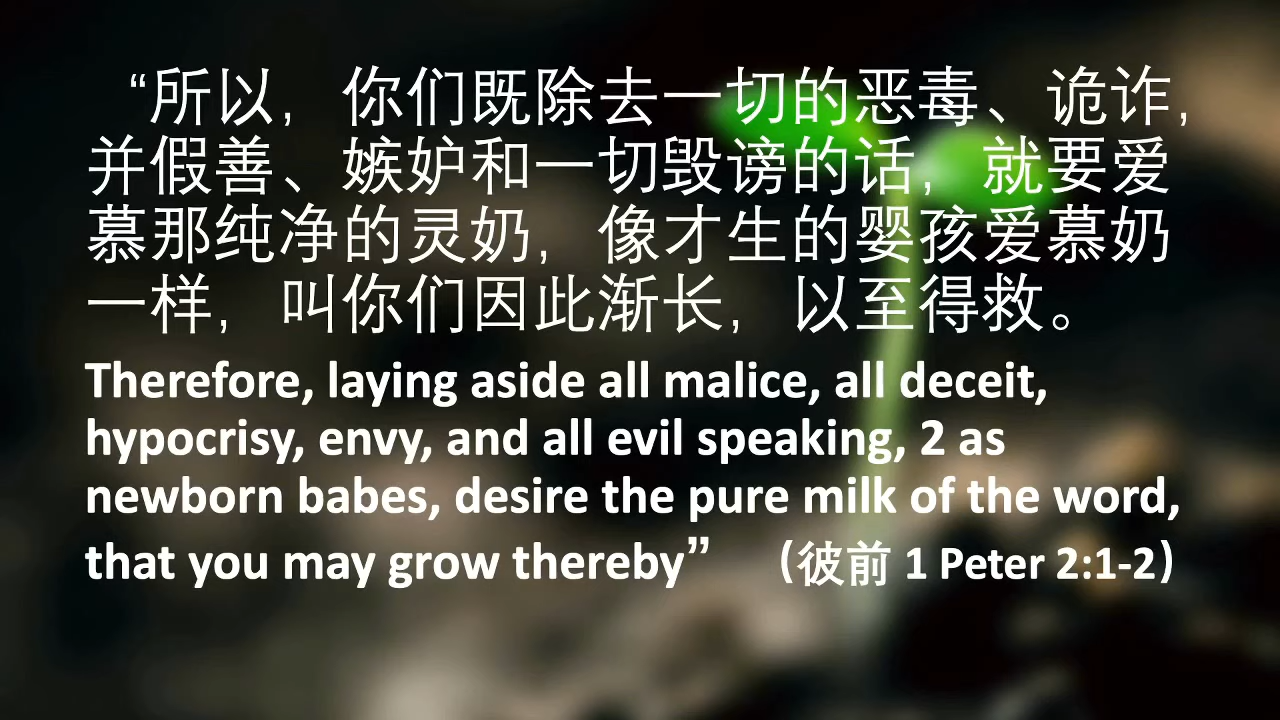 “所以，你们既除去一切的恶毒、诡诈，
并假善、嫉妒和一切毁谤的话，就要爱
慕那纯净的灵奶，像才生的婴孩爱慕奶
一样，叫你们因此渐长，以至得救。
Therefore, laying aside all malice, all deceit,
hypocrisy, envy, and all evil speaking, 2 as
newborn babes, desire the pure milk of the word,
that you may grow thereby” （彼前 1 Peter 2:1-2）